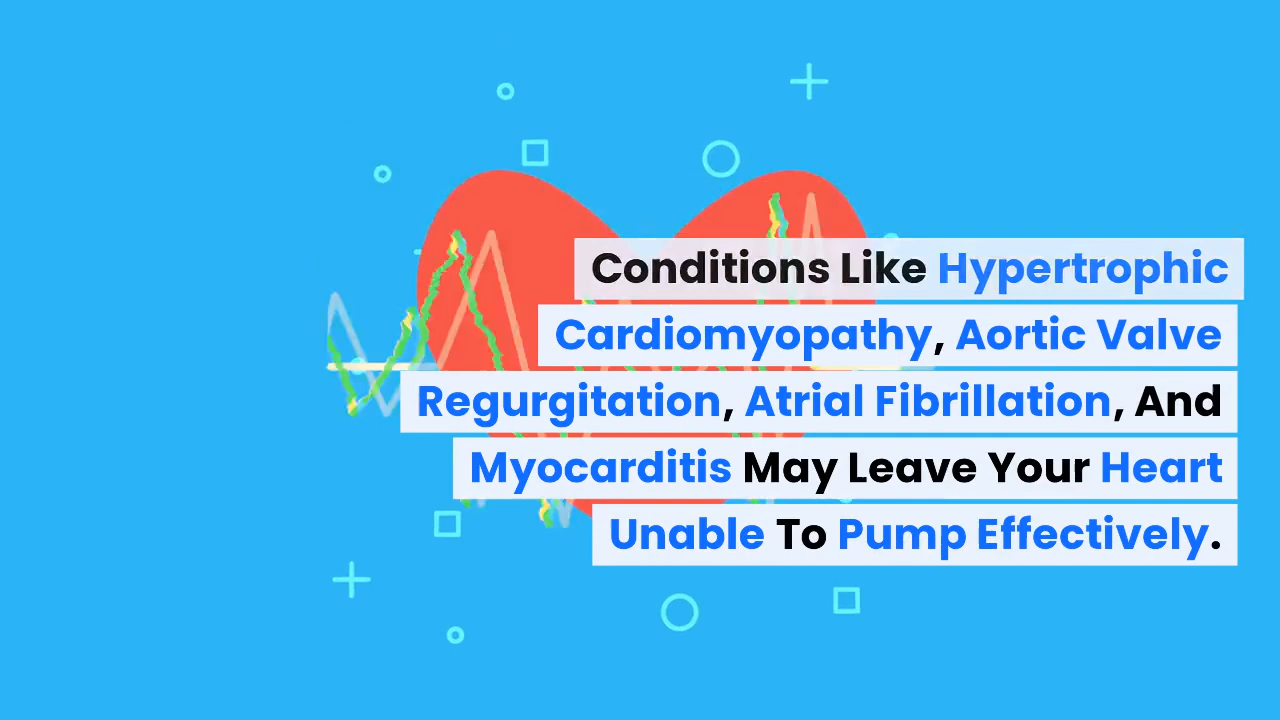 Conditions Like Hypertrophic
Cardiomyopathy, Aortic Valve
Regurgitation, Atrial Fibrillation, And
Myocarditis May Leave Your Heart
Unable To Pump Effectively.